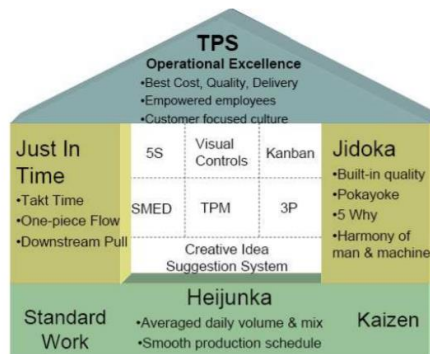 TPS
Operational Excellence
•Best Cost, Quality, Delivery
•Empowered employees
•Customer focused culture
Just In
Time
•Takt Time
•One-piece Flow
•Downstream Pull
5S
Visual
Controls
Kanban
SMED
TPM
3P
Creative Idea
Suggestion System
Jidoka
•Built-in quality
•Pokayoke
•5 Why
•Harmony of
man & machine
Standard
Work
Heijunka
•Averaged daily volume & mix
•Smooth production schedule
Kaizen